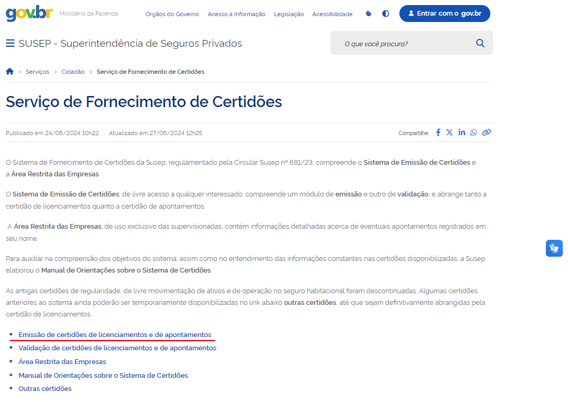 gov.br Ministério da Fazenda Órgãos do Governo Acesso à Informação Legislação Acessibilidade Entrar com o gov.br
SUSEP - Superintendência de Seguros Privados O que você procura?
> Serviços > Cidadão > Serviço de Fornecimento de Certidões
Serviço de Fornecimento de Certidões
Publicado em 24/06/2024 10h22 Atualizado em 27/06/2024 12h25 Compartilhe:
O Sistema de Fornecimento de Certidões da Susep, regulamentado pela Circular Susep nº 691/23, compreende o Sistema de Emissão de Certidões e
a Área Restrita das Empresas.
O Sistema de Emissão de Certidões, de livre acesso a qualquer interessado, compreende um módulo de emissão e outro de validação, e abrange tanto a
certidão de licenciamentos quanto a certidão de apontamentos.
A Área Restrita das Empresas, de uso exclusivo das supervisionadas, contém informações detalhadas acerca de eventuais apontamentos registrados em
seu nome.
Para auxiliar na compreensão dos objetivos do sistema, assim como no entendimento das informações constantes nas certidões disponibilizadas, a Susep
elaborou o Manual de Orientações sobre o Sistema de Certidões.
As antigas certidões de regularidade, de livre movimentação de ativos e de operação no seguro habitacional foram descontinuadas. Algumas certidões
anteriores ao sistema ainda poderão ser temporariamente disponibilizadas no link abaixo outras certidões, até que sejam definitivamente abrangidas pela
certidão de licenciamentos.
• Emissão de certidões de licenciamentos e de apontamentos
• Validação de certidões de licenciamentos e de apontamentos
• Área Restrita das Empresas
• Manual de Orientações sobre o Sistema de Certidões
• Outras certidões